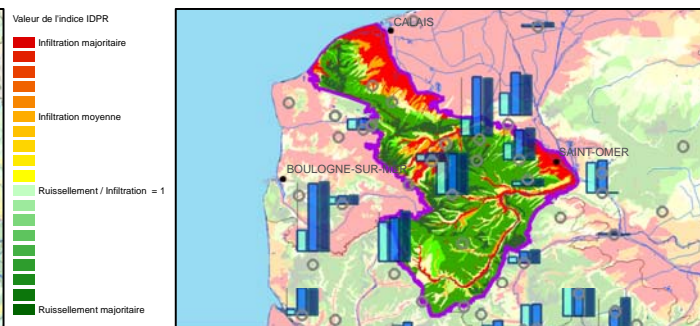 Valeur de l'indice IDPR
Infiltration majoritaire
Infiltration moyenne
Ruissellement / Infiltration = 1
Ruissellement majoritaire
CALAIS
SAINT-OMER
BOULOGNE-SUR-MER